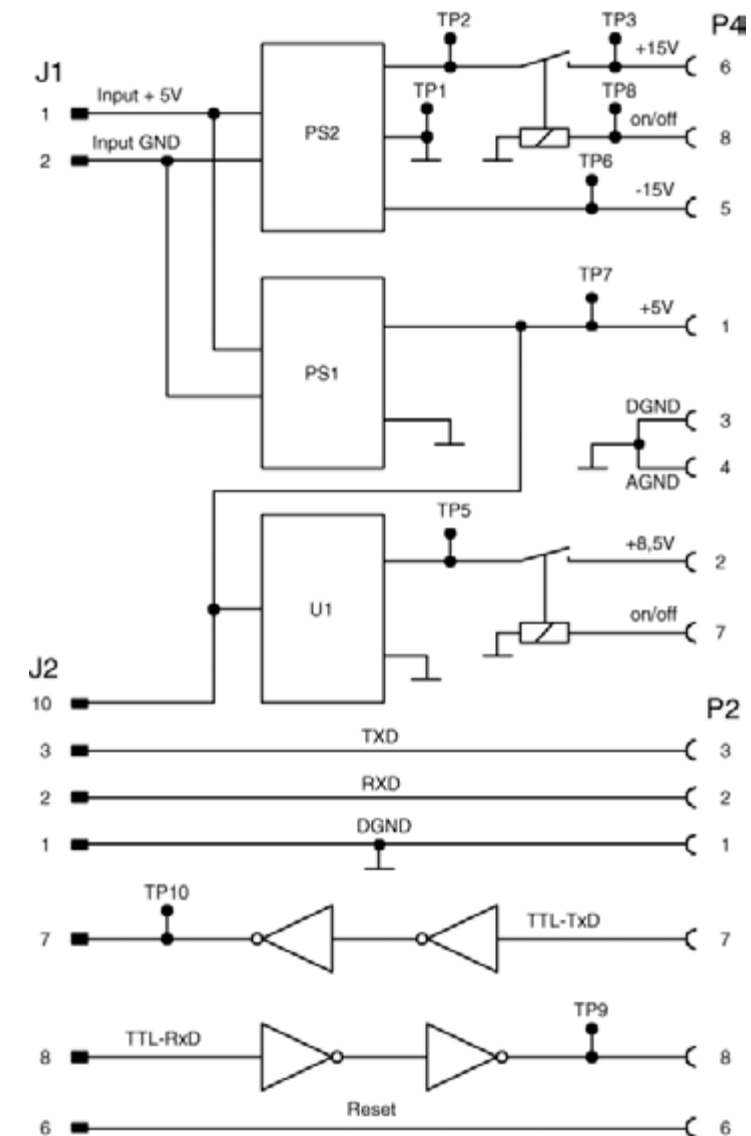 TP2
TP3
P4
J1
+15V
6
Input + 5V
TP1
TP8
1
on/off
PS2
8
Input GND
2
TP6
-15V
5
TP7
+5V
1
PS1
DGND
3
4
AGND
TP5
+8,5V
2
U1
on/off
7
J2
10
P2
TXD
3
3
RXD
2
2
DGND
1
1
TP10
TTL-TxD
7
7
TP9
TTL-RxD
8
8
Reset
6
6